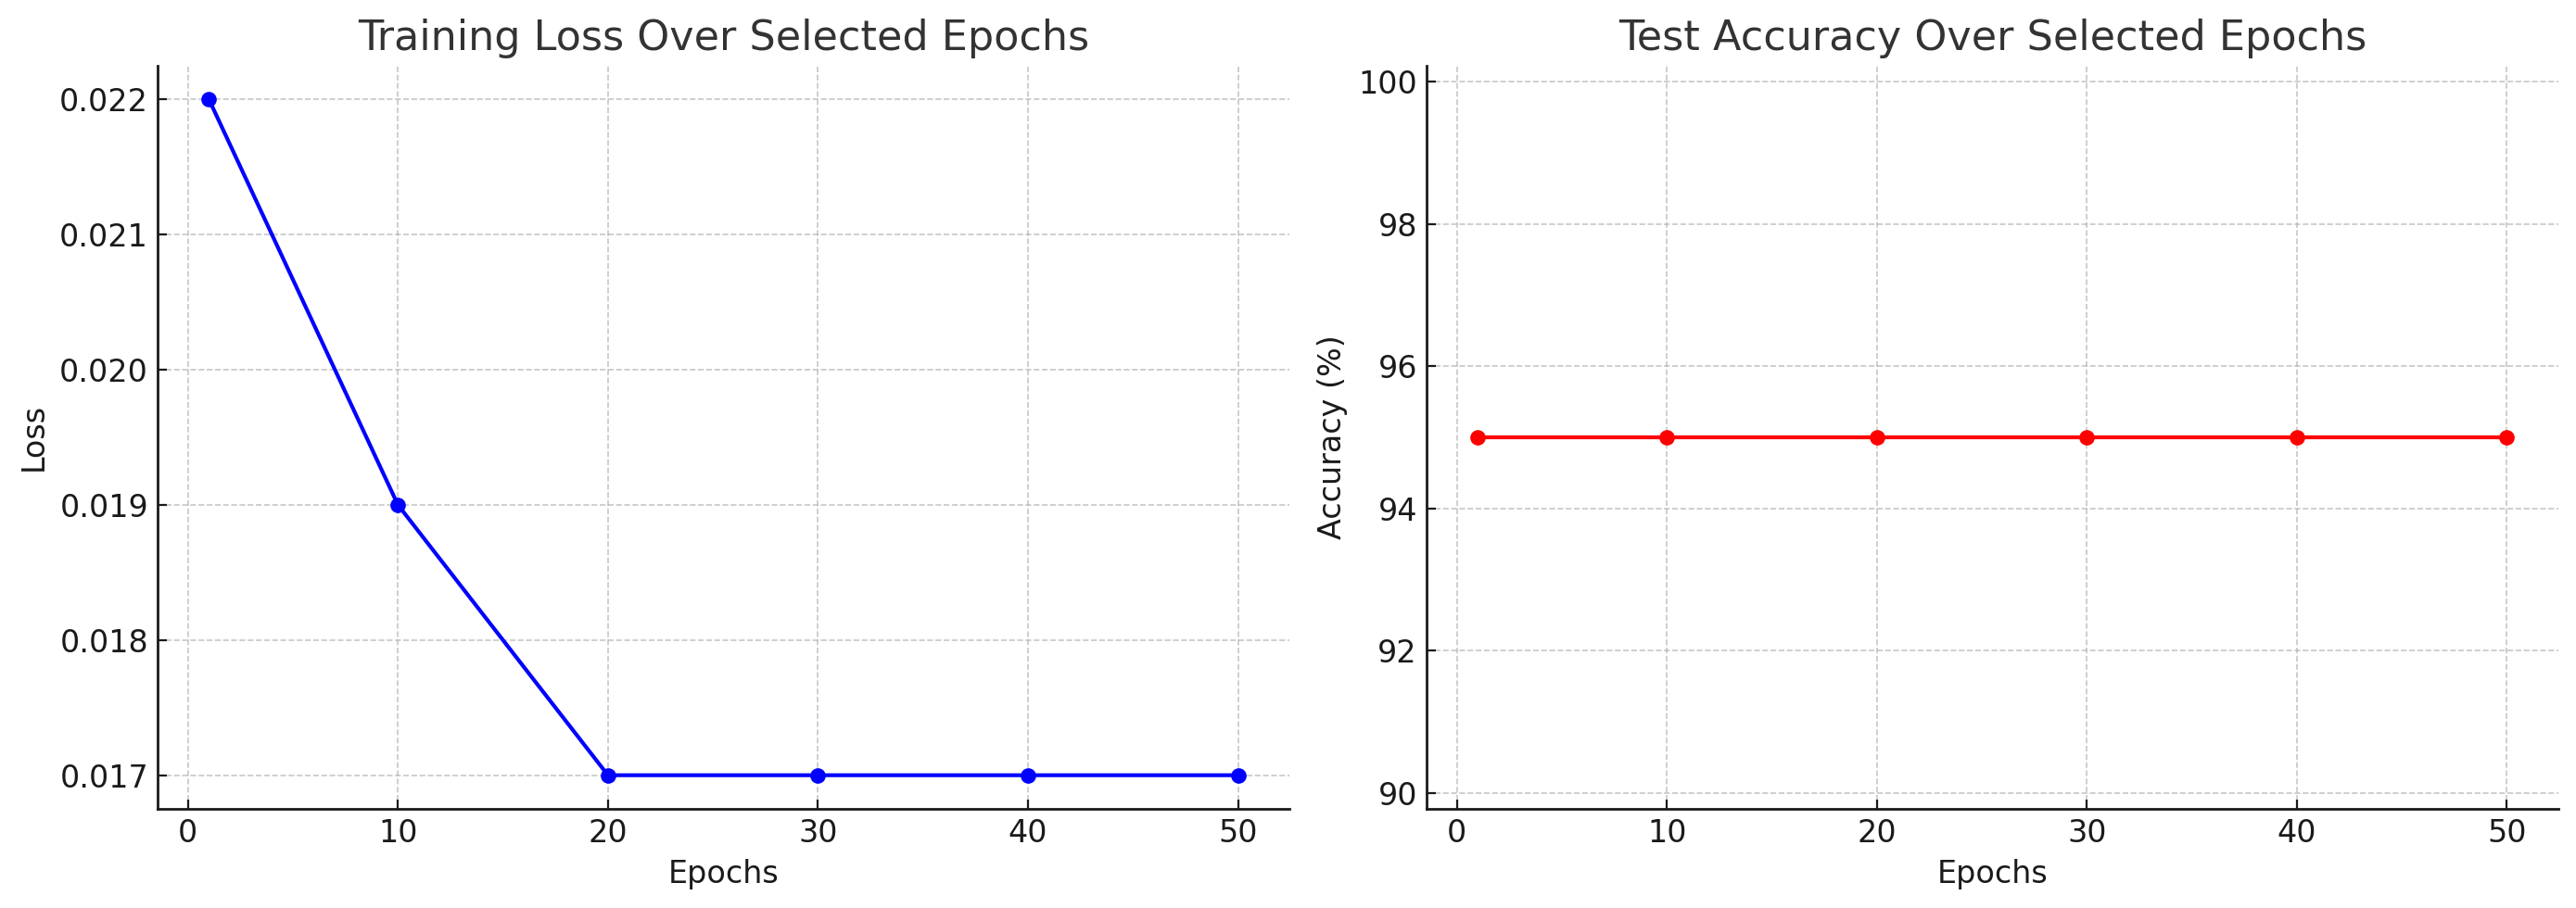 Training Loss Over Selected Epochs
0.022
0.021
0.020
0.019
0.018
0.017
Loss
0 10 20 30 40 50
Epochs
Test Accuracy Over Selected Epochs
100
98
96
94
92
90
Accuracy (%)
0 10 20 30 40 50
Epochs